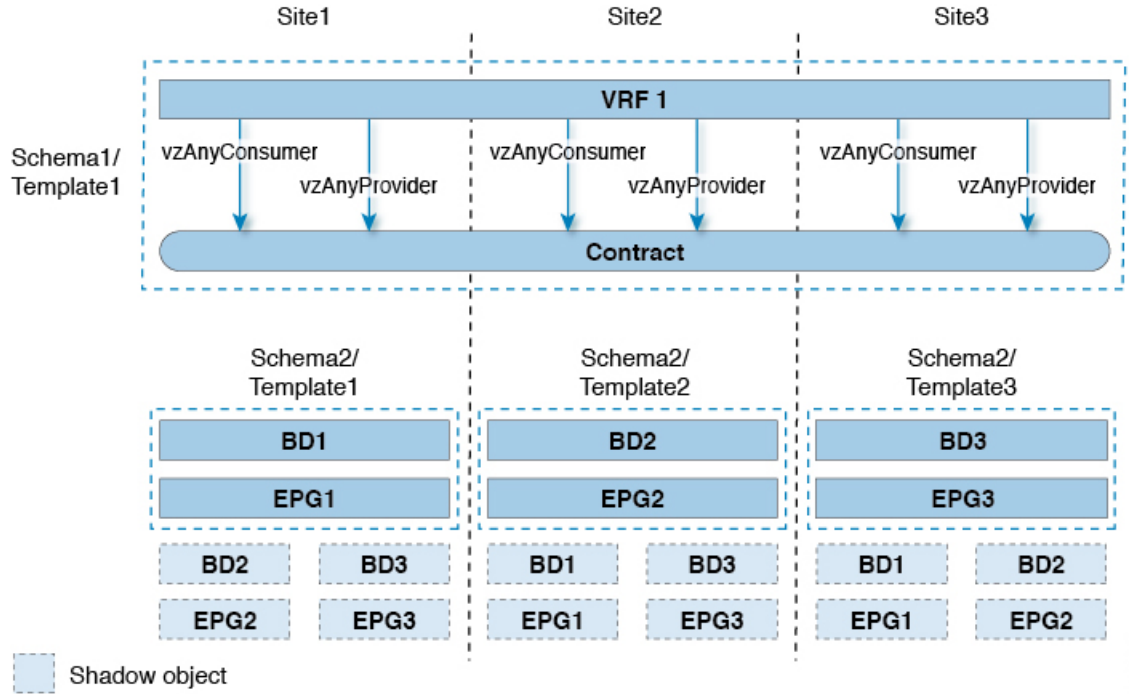 Site1 Site2 Site3
VRF 1
vzAnyConsumer vzAnyConsumer vzAnyConsumer
Schema1/
Template1
vzAnyProvider vzAnyProvider vzAnyProvider
Contract
Schema2/ Schema2/ Schema2/
Template1 Template2 Template3
BD1 BD2 BD3
EPG1 EPG2 EPG3
BD2 BD3 BD1 BD3 BD1 BD2
EPG2 EPG3 EPG1 EPG3 EPG1 EPG2
Shadow object